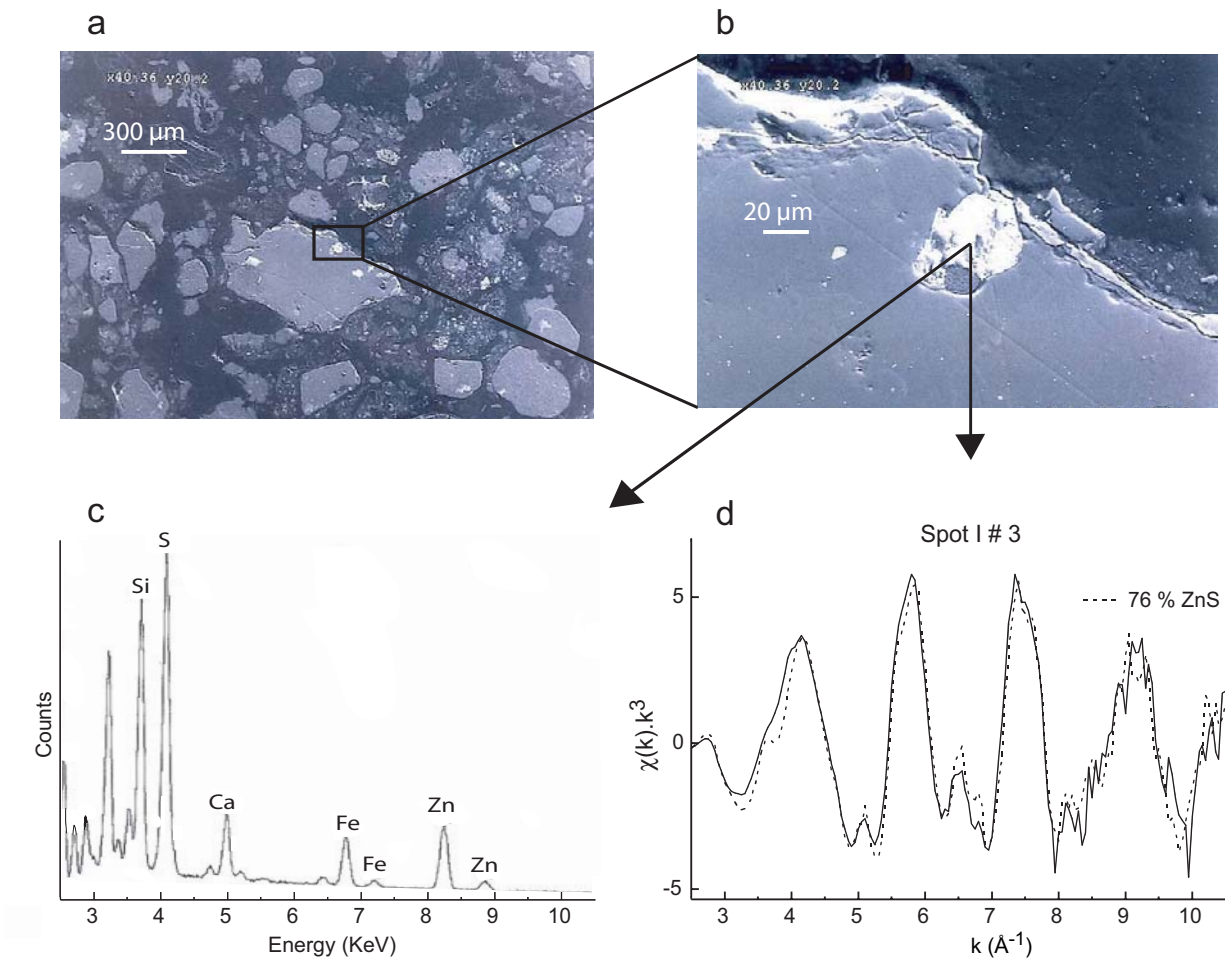 a
b
x40.36 y20.2
300 µm
x40.36 y20.2
20 µm
c
d
S
Si
Ca
Fe
Fe
Zn
Zn
Counts
3 4 5 6 7 8 9 10
Energy (KeV)
Spot I # 3
76 % ZnS
5
0
-5
χ(k).k³
3 4 5 6 7 8 9 10
k (Å⁻¹)